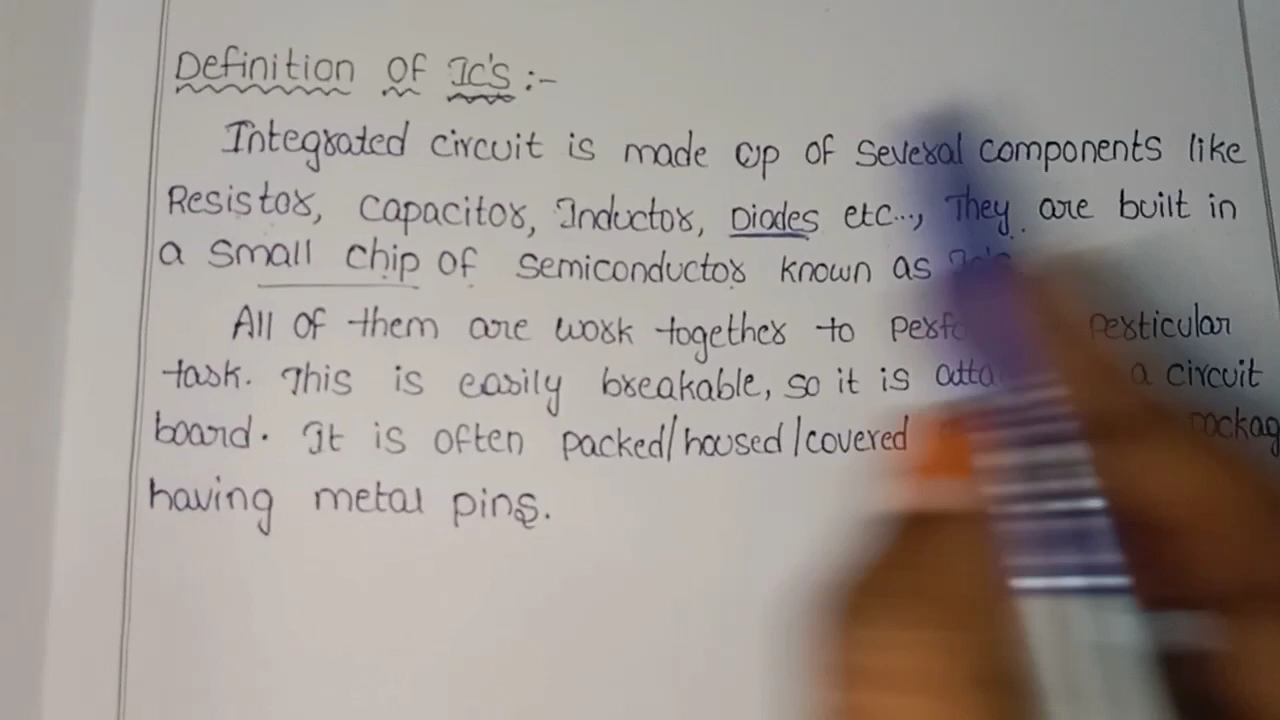 Definition of IC's :-
Integrated circuit is made up of several components like
Resistor, capacitor, Inductor, Diodes etc..., They are built in
a small chip of semiconductor known as
All of them are work together to perticular
task. This is easily breakable, so it is a circuit
board. It is often packed/housed/covered
having metal pins.